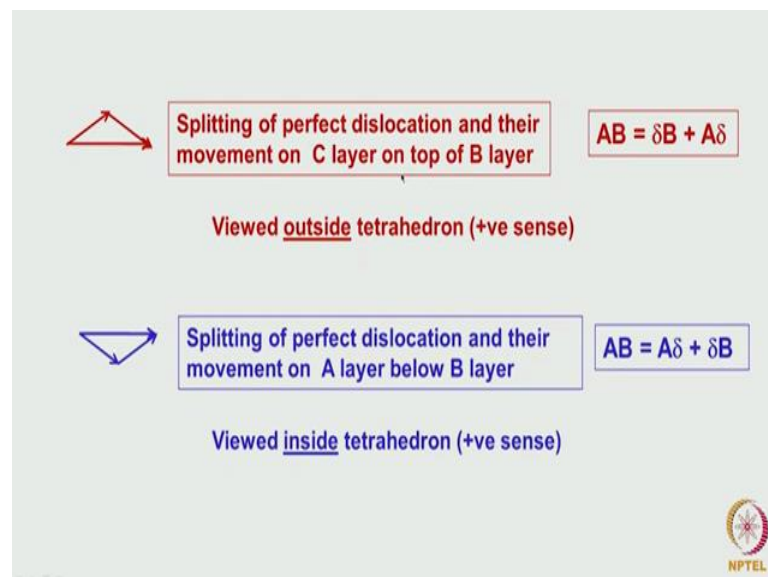 Splitting of perfect dislocation and their
movement on C layer on top of B layer
AB = δB + Aδ
Viewed outside tetrahedron (+ve sense)
Splitting of perfect dislocation and their
movement on A layer below B layer
AB = Aδ + δB
Viewed inside tetrahedron (+ve sense)
NPTEL